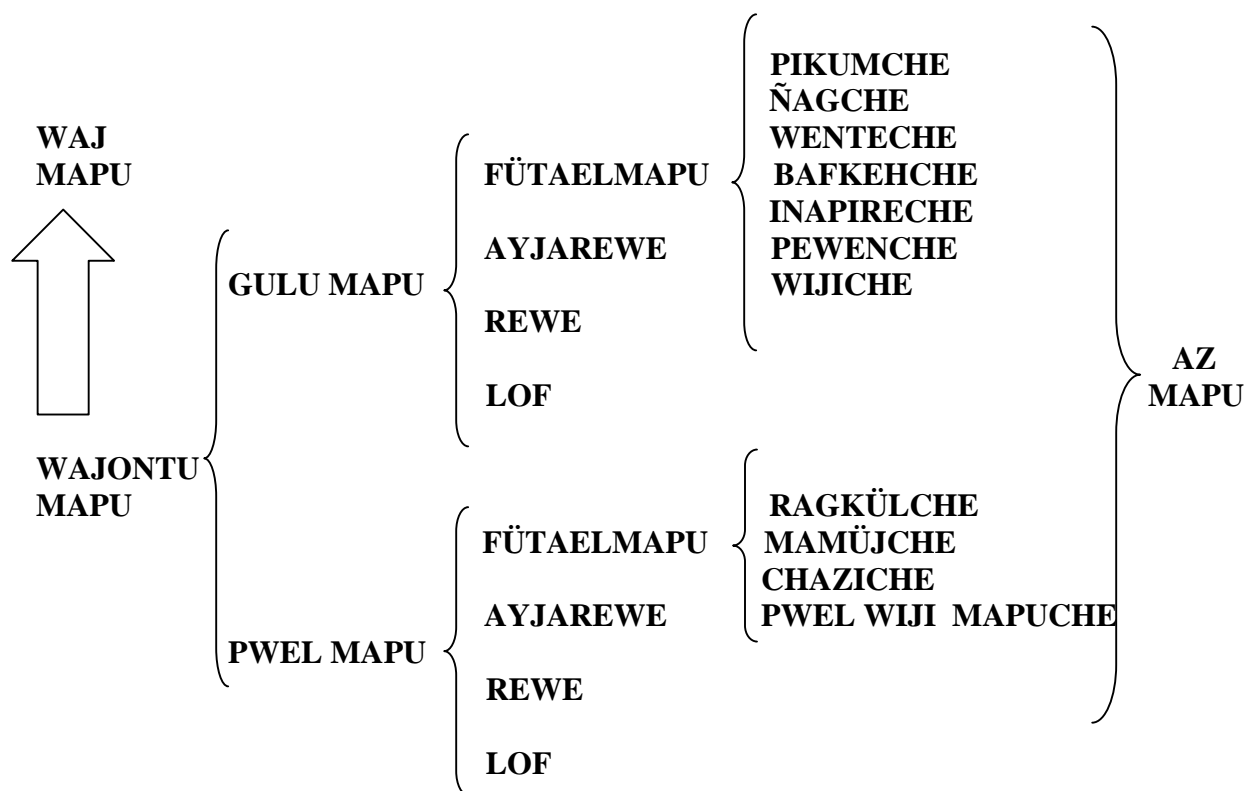 WAJ
MAPU
WAJONTU
MAPU
GULU MAPU
FÜTAELMAPU
AYJAREWE
REWE
LOF
PIKUMCHE
ÑAGCHE
WENTECHE
BAFKEHCHE
INAPIRECHE
PEWENCHE
WIJICHE
PWEL MAPU
FÜTAELMAPU
AYJAREWE
REWE
LOF
RAGKÜLCHE
MAMÜJCHE
CHAZICHE
PWEL WIJI MAPUCHE
AZ
MAPU